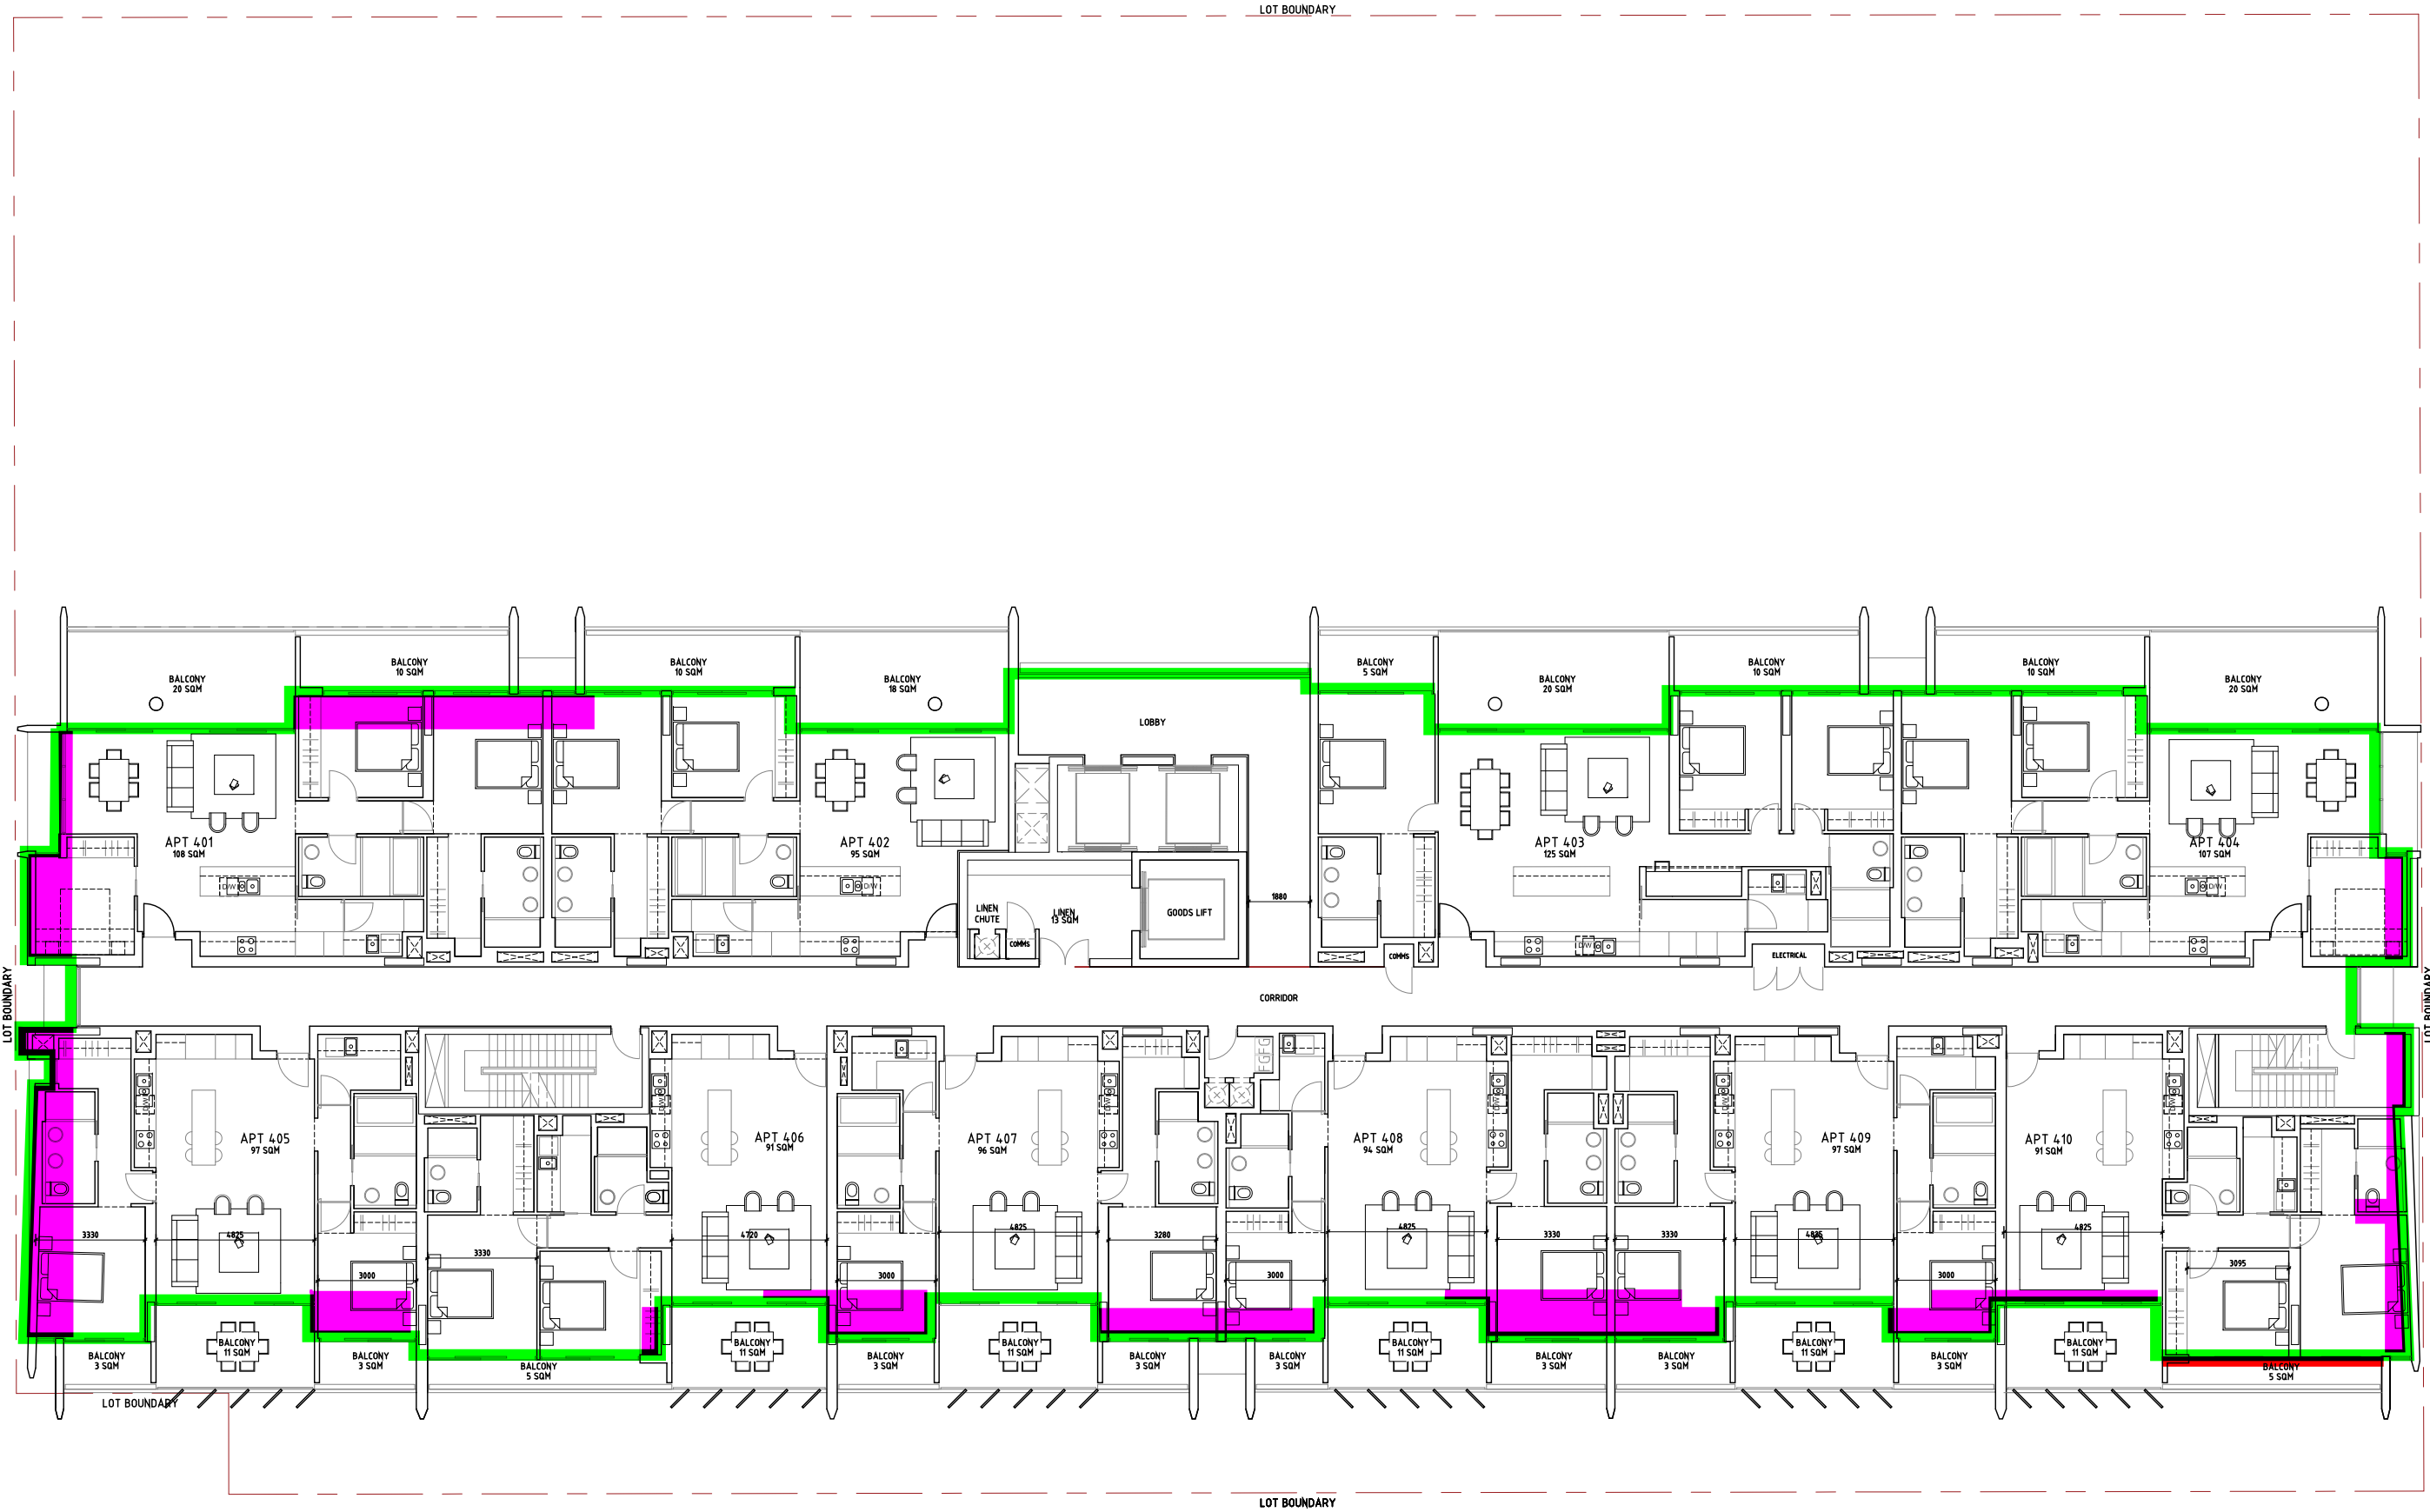 LOT BOUNDARY
BALCONY
10 SQM
BALCONY
10 SQM
BALCONY
5 SQM
BALCONY
10 SQM
BALCONY
10 SQM
BALCONY
20 SQM
BALCONY
18 SQM
BALCONY
20 SQM
BALCONY
20 SQM
LOBBY
APT 401
108 SQM
APT 402
95 SQM
APT 403
125 SQM
APT 404
107 SQM
D/W
D/W
D/W
D/W
1880
LINEN
CHUTE
LINEN
13 SQM
GOODS LIFT
COMMS
COMMS
ELECTRICAL
LOT BOUNDARY
CORRIDOR
LOT BOUNDARY
FGFG
D/W
D/W
D/W
D/W
D/W
D/W
APT 405
97 SQM
APT 406
91 SQM
APT 407
96 SQM
APT 408
94 SQM
APT 409
97 SQM
APT 410
91 SQM
3330
4825
3000
3330
4720
3000
4825
3280
3000
4825
3330
3330
3000
4825
3095
BALCONY
3 SQM
BALCONY
11 SQM
BALCONY
3 SQM
BALCONY
5 SQM
BALCONY
11 SQM
BALCONY
3 SQM
BALCONY
11 SQM
BALCONY
3 SQM
BALCONY
3 SQM
BALCONY
11 SQM
BALCONY
3 SQM
BALCONY
3 SQM
BALCONY
11 SQM
BALCONY
3 SQM
BALCONY
11 SQM
BALCONY
5 SQM
LOT BOUNDARY
LOT BOUNDARY